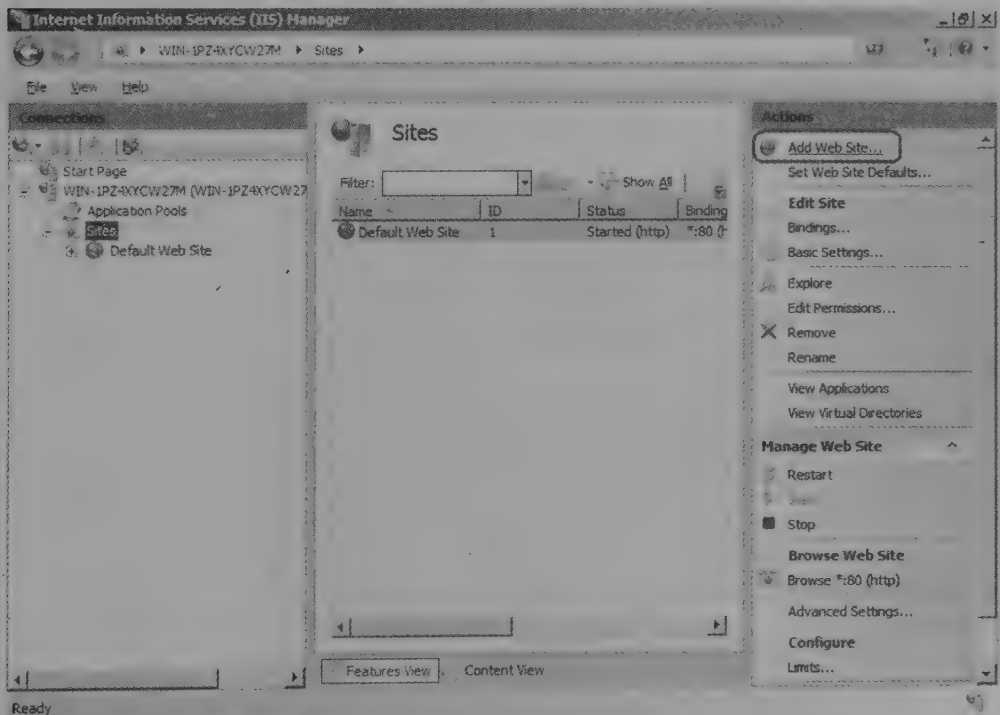 Internet Information Services (IIS) Manager
WIN-1PZ4XYCW27M ▸ Sites ▸
File View Help
Connections
Start Page
WIN-1PZ4XYCW27M (WIN-1PZ4XYCW27
Application Pools
Sites
Default Web Site
Sites
Filter: Show All
Name ID Status Binding
Default Web Site 1 Started (http) *:80 (h
Features View Content View
Actions
Add Web Site...
Set Web Site Defaults...
Edit Site
Bindings...
Basic Settings...
Explore
Edit Permissions...
Remove
Rename
View Applications
View Virtual Directories
Manage Web Site
Restart
Stop
Browse Web Site
Browse *:80 (http)
Advanced Settings...
Configure
Limits...
Ready